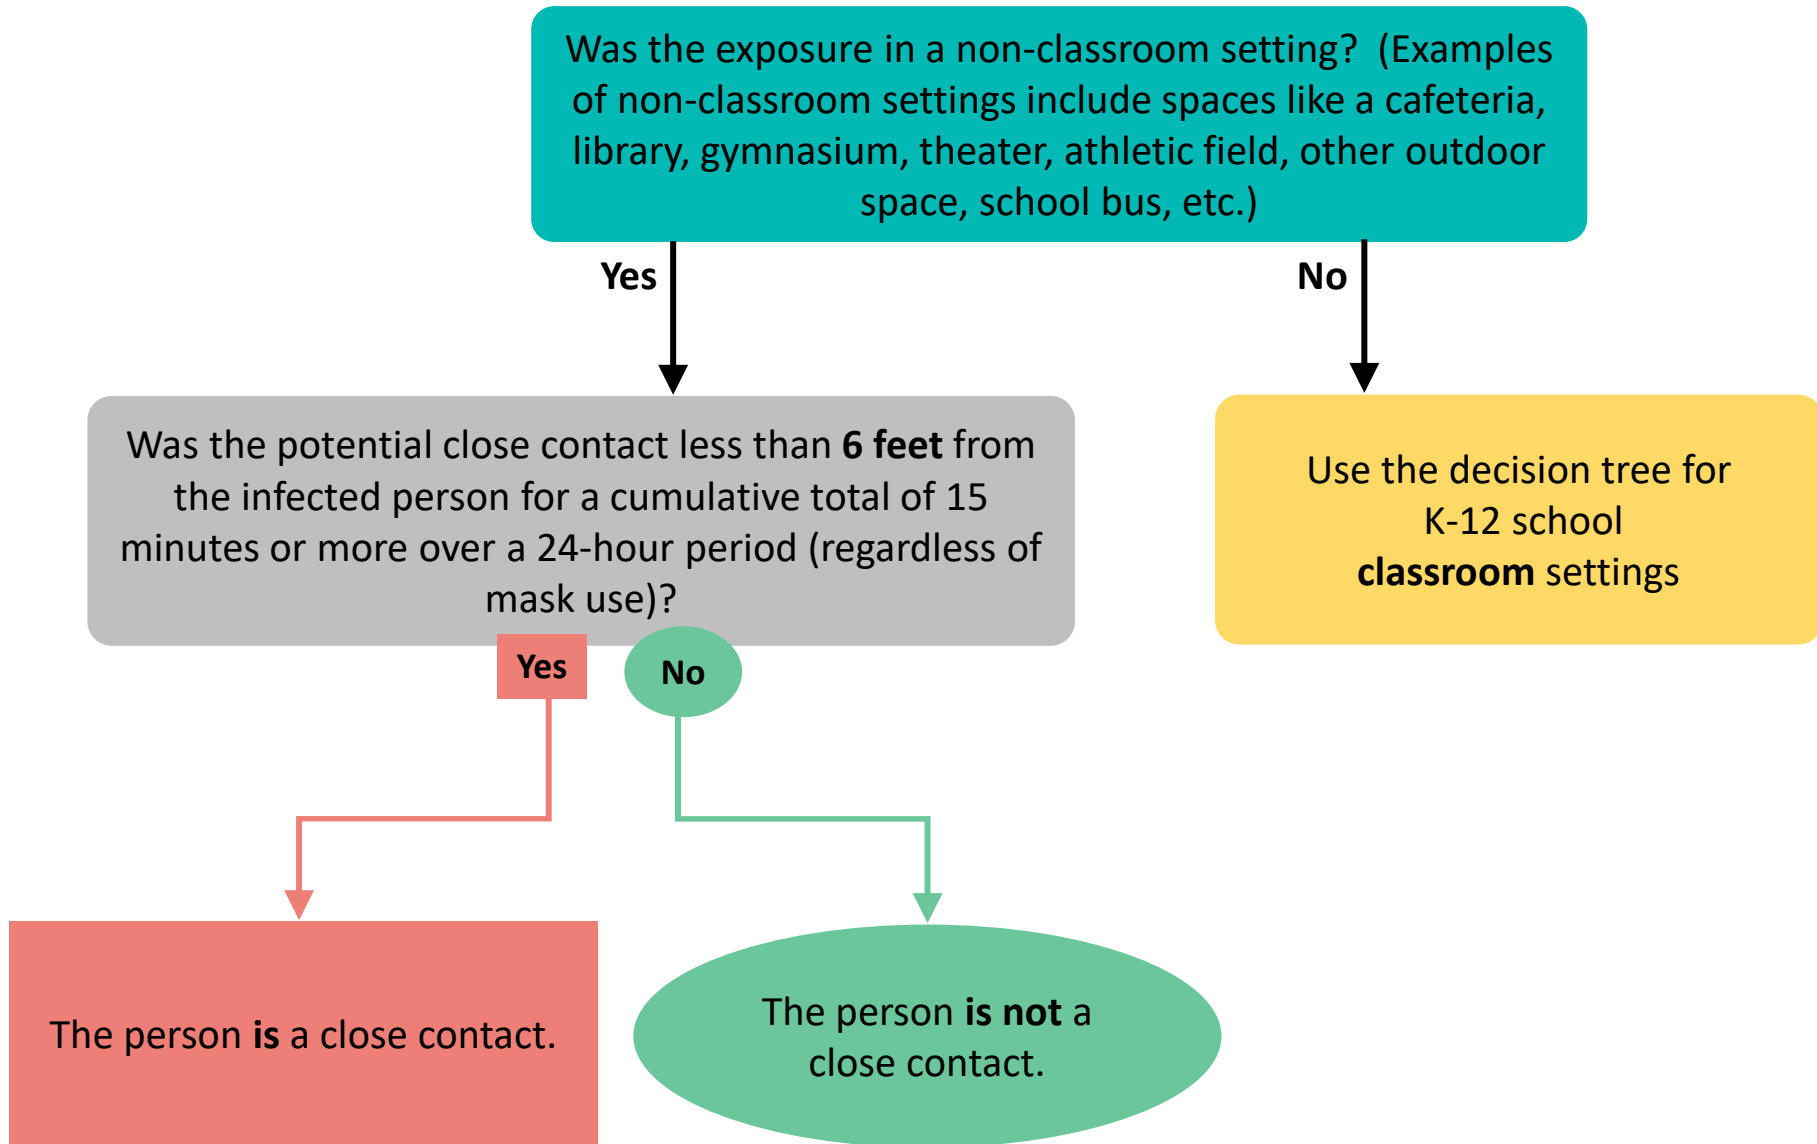 Was the exposure in a non-classroom setting?  (Examples
of non-classroom settings include spaces like a cafeteria,
library, gymnasium, theater, athletic field, other outdoor
space, school bus, etc.)
Yes
No
Was the potential close contact less than 6 feet from
the infected person for a cumulative total of 15
minutes or more over a 24-hour period (regardless of
mask use)?
Use the decision tree for
K-12 school
classroom settings
Yes
No
The person is a close contact.
The person is not a
close contact.